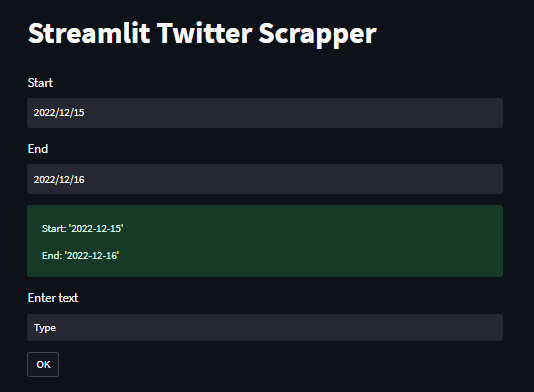 Streamlit Twitter Scrapper
Start
2022/12/15
End
2022/12/16
Start: '2022-12-15'
End: '2022-12-16'
Enter text
Type
OK